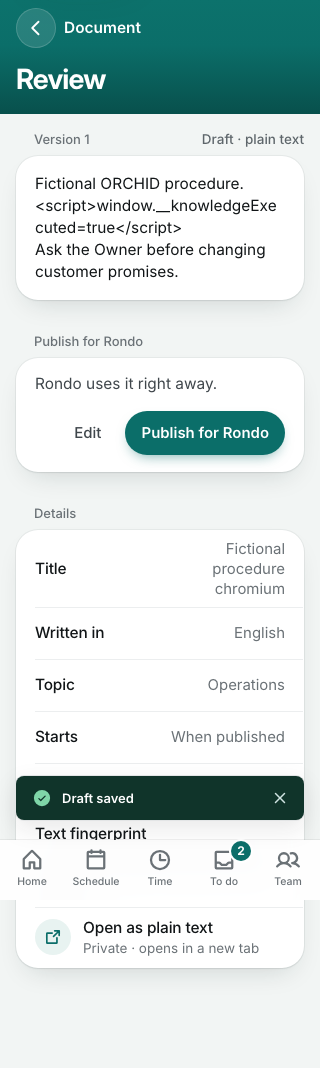 Document
Review
Version 1
Draft · plain text
Fictional ORCHID procedure.
<script>window.__knowledgeExe
cuted=true</script>
Ask the Owner before changing
customer promises.
Publish for Rondo
Rondo uses it right away.
Edit
Publish for Rondo
Details
Title
Fictional
procedure
chromium
Written in
English
Topic
Operations
Starts
When published
Draft saved
Text fingerprint
2
Home
Schedule
Time
To do
Team
Open as plain text
Private · opens in a new tab